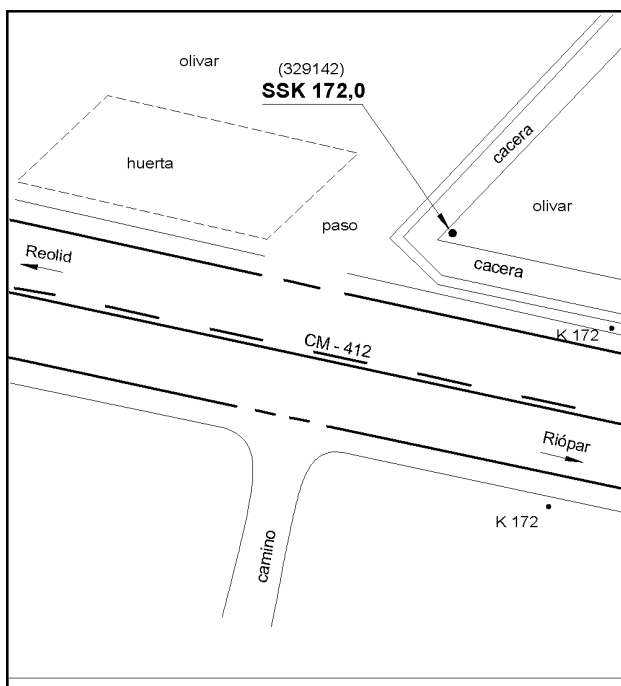 olivar
(329142)
SSK 172,0
cacera
huerta
olivar
paso
Reolid
cacera
K 172
CM - 412
Riópar
K 172
camino